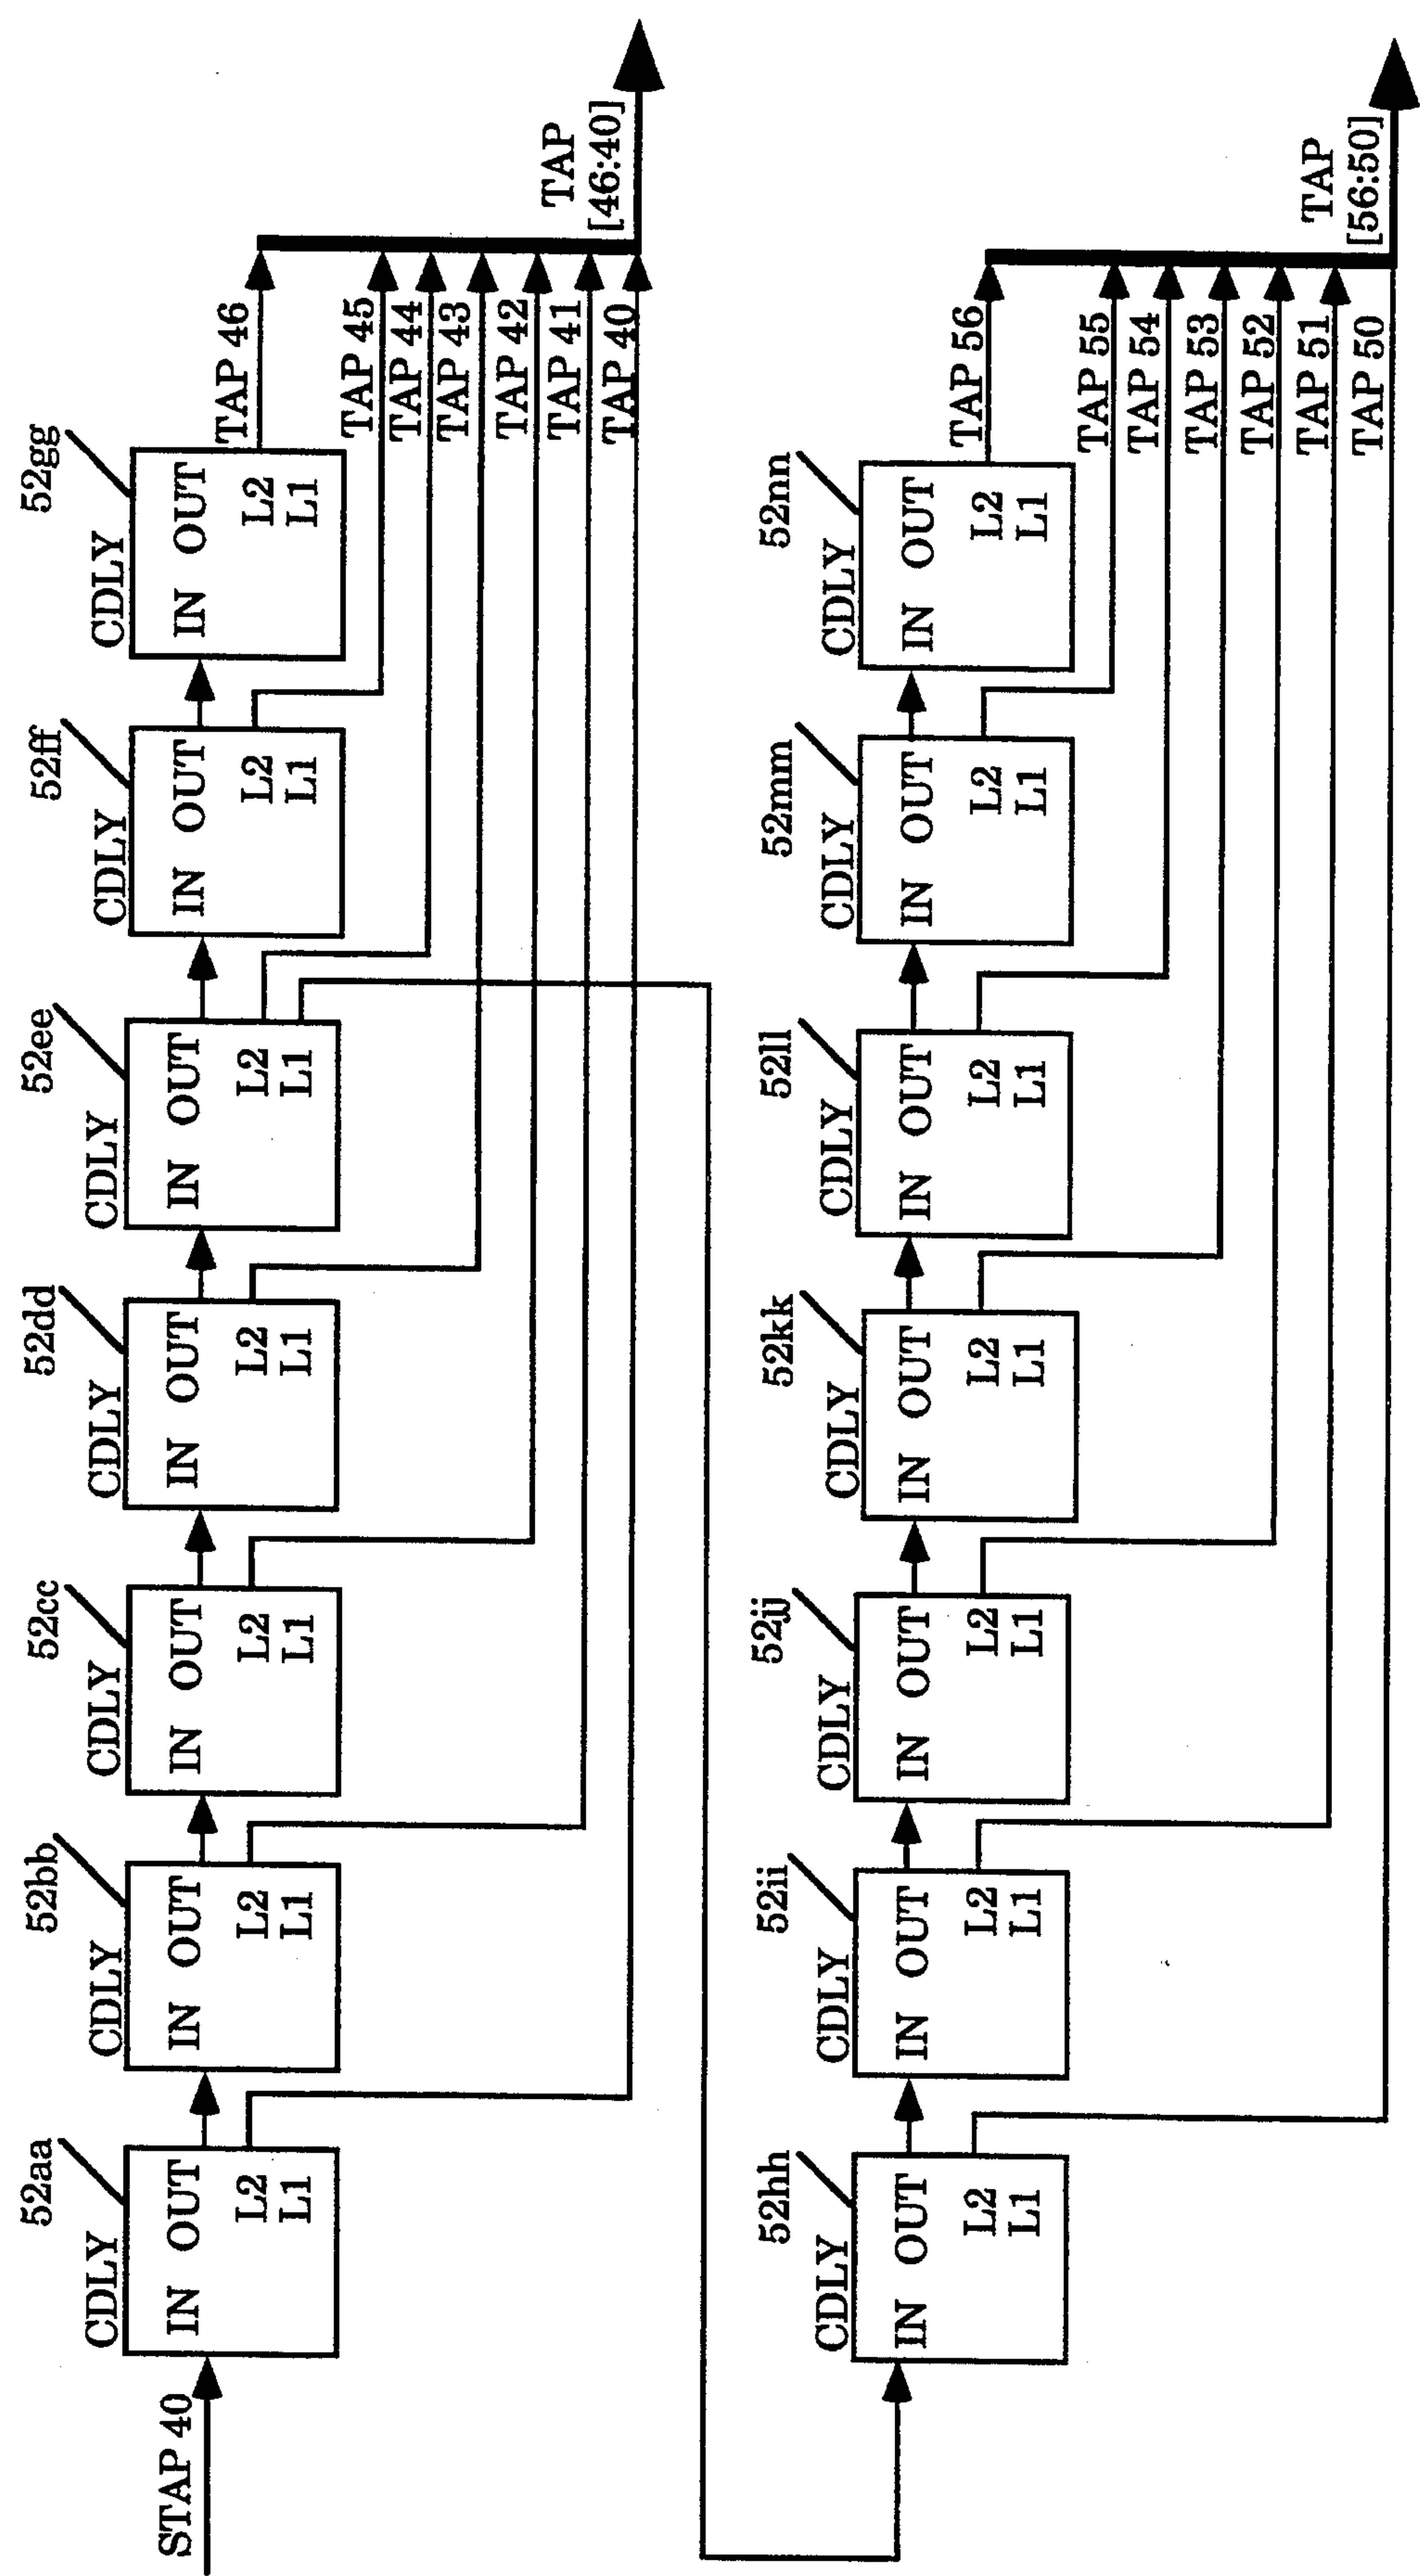 STAP 40
52aa
CDLY
IN OUT
L2
L1
52bb
CDLY
IN OUT
L2
L1
52cc
CDLY
IN OUT
L2
L1
52dd
CDLY
IN OUT
L2
L1
52ee
CDLY
IN OUT
L2
L1
52ff
CDLY
IN OUT
L2
L1
52gg
CDLY
IN OUT
L2
L1
TAP 46
TAP 45
TAP 44
TAP 43
TAP 42
TAP 41
TAP 40
TAP
[46:40]
52hh
CDLY
IN OUT
L2
L1
52ii
CDLY
IN OUT
L2
L1
52jj
CDLY
IN OUT
L2
L1
52kk
CDLY
IN OUT
L2
L1
52ll
CDLY
IN OUT
L2
L1
52mm
CDLY
IN OUT
L2
L1
52nn
CDLY
IN OUT
L2
L1
TAP 56
TAP 55
TAP 54
TAP 53
TAP 52
TAP 51
TAP 50
TAP
[56:50]